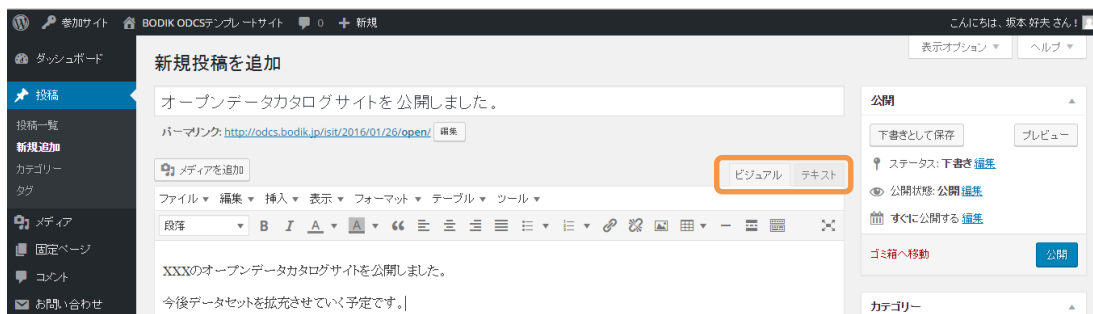 参加サイト BODIK ODCSテンプレートサイト 0 + 新規 こんにちは、坂本 好夫 さん!
表示オプション ▼ ヘルプ ▼
ダッシュボード
新規投稿を追加
投稿
オープンデータカタログサイトを公開しました。
公開
投稿一覧
パーマリンク: http://odcs.bodik.jp/isit/2016/01/26/open/ 編集
下書きとして保存 プレビュー
新規追加
カテゴリー
メディアを追加
ビジュアル テキスト
ステータス: 下書き 編集
タグ
ファイル ▼ 編集 ▼ 挿入 ▼ 表示 ▼ フォーマット ▼ テーブル ▼ ツール ▼
公開状態: 公開 編集
メディア
段落 ▼ B I A ▼ A ▼
すぐに公開する 編集
固定ページ
ゴミ箱へ移動 公開
コメント
XXXのオープンデータカタログサイトを公開しました。
お問い合わせ
今後データセットを拡充させていく予定です。
カテゴリー